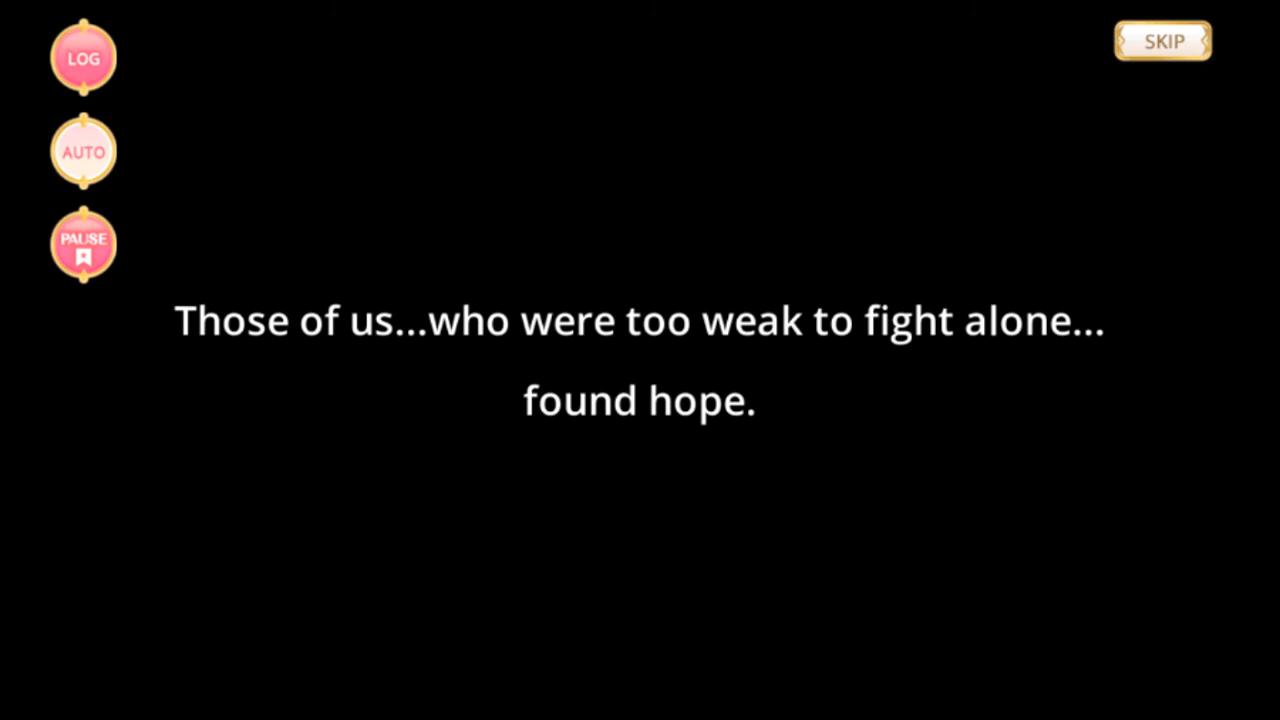 LOG
SKIP
AUTO
PAUSE
Those of us...who were too weak to fight alone...
found hope.